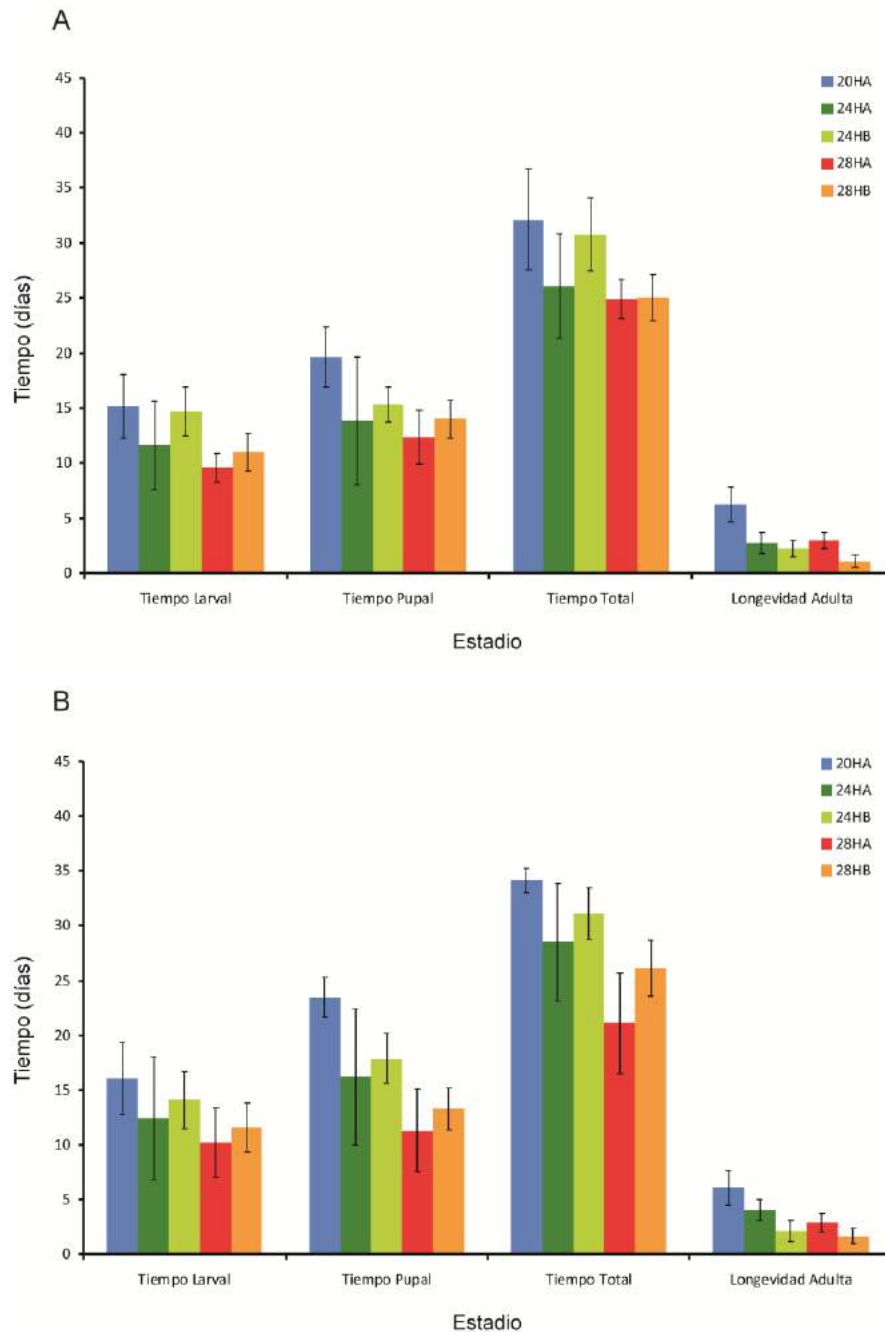 A
45
40
35
30
25
20
15
10
5
0
Tiempo (días)
20HA
24HA
24HB
28HA
28HB
Tiempo Larval
Tiempo Pupal
Tiempo Total
Longevidad Adulta
Estadio
B
45
40
35
30
25
20
15
10
5
0
Tiempo (días)
20HA
24HA
24HB
28HA
28HB
Tiempo Larval
Tiempo Pupal
Tiempo Total
Longevidad Adulta
Estadio